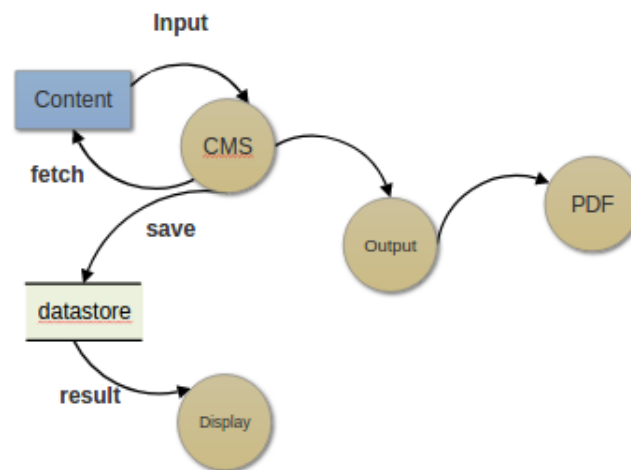 Input
Content
CMS
fetch
save
Output
PDF
datastore
result
Display